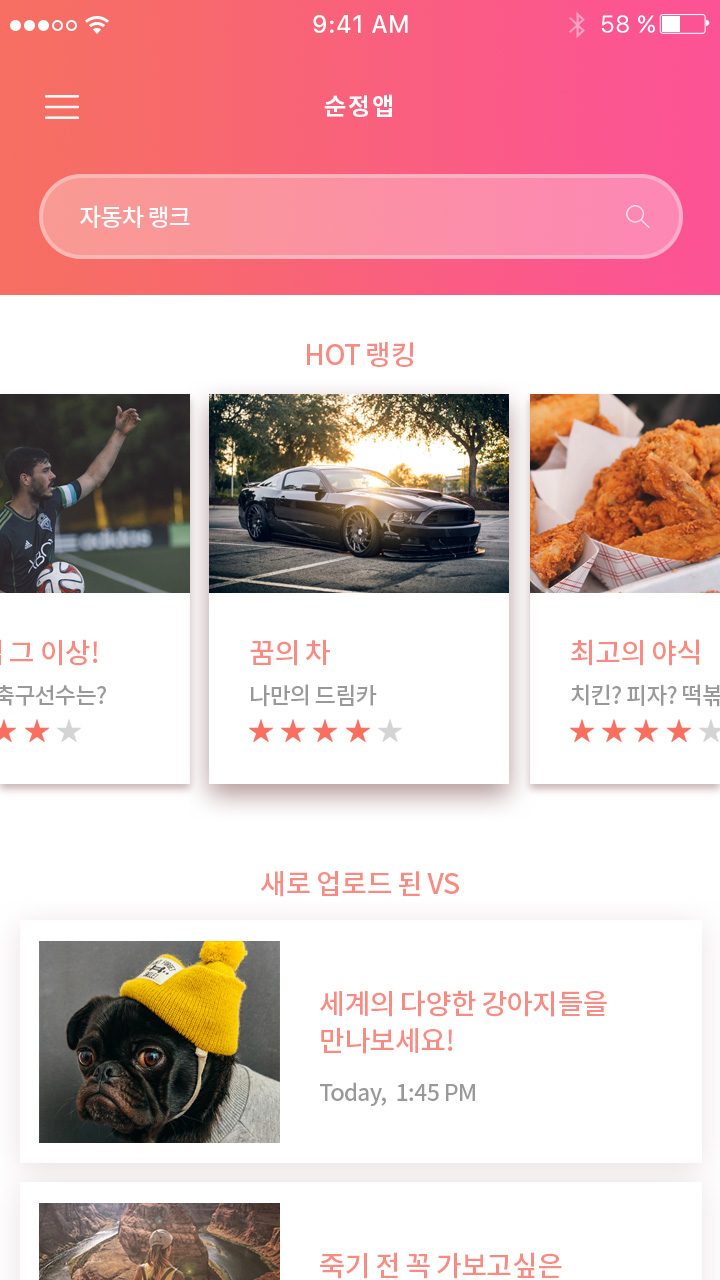 9:41 AM
58 %
순정앱
자동차 랭크
HOT 랭킹
그 이상!
축구선수는?
adidas
XBO
꿈의 차
나만의 드림카
최고의 야식
치킨? 피자? 떡볶
새로 업로드 된 VS
세계의 다양한 강아지들을
만나보세요!
Today, 1:45 PM
죽기 전 꼭 가보고싶은